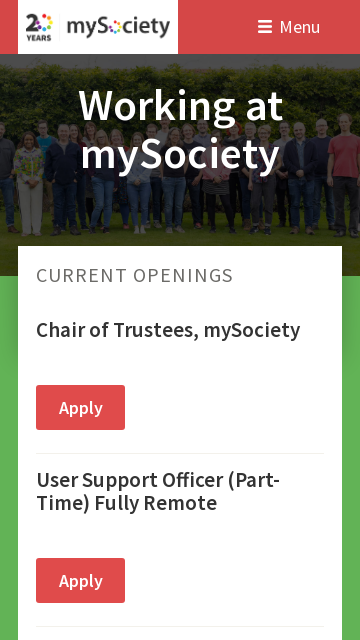 20 YEARS mySociety
Menu
Working at
mySociety
CURRENT OPENINGS
Chair of Trustees, mySociety
Apply
User Support Officer (Part-
Time) Fully Remote
Apply